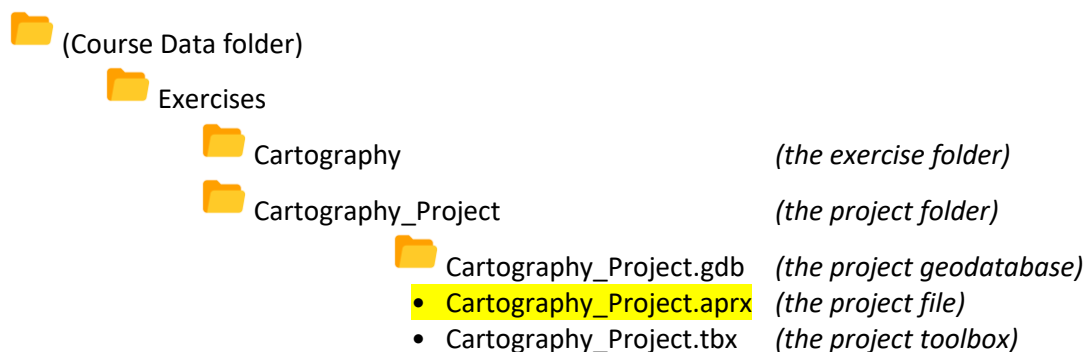 (Course Data folder)
Exercises
Cartography (the exercise folder)
Cartography_Project (the project folder)
Cartography_Project.gdb (the project geodatabase)
• Cartography_Project.aprx (the project file)
• Cartography_Project.tbx (the project toolbox)